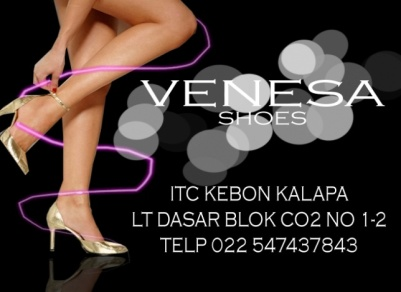 VENESA
SHOES
ITC KEBON KALAPA
LT DASAR BLOK CO2 NO 1-2
TELP 022 547437843